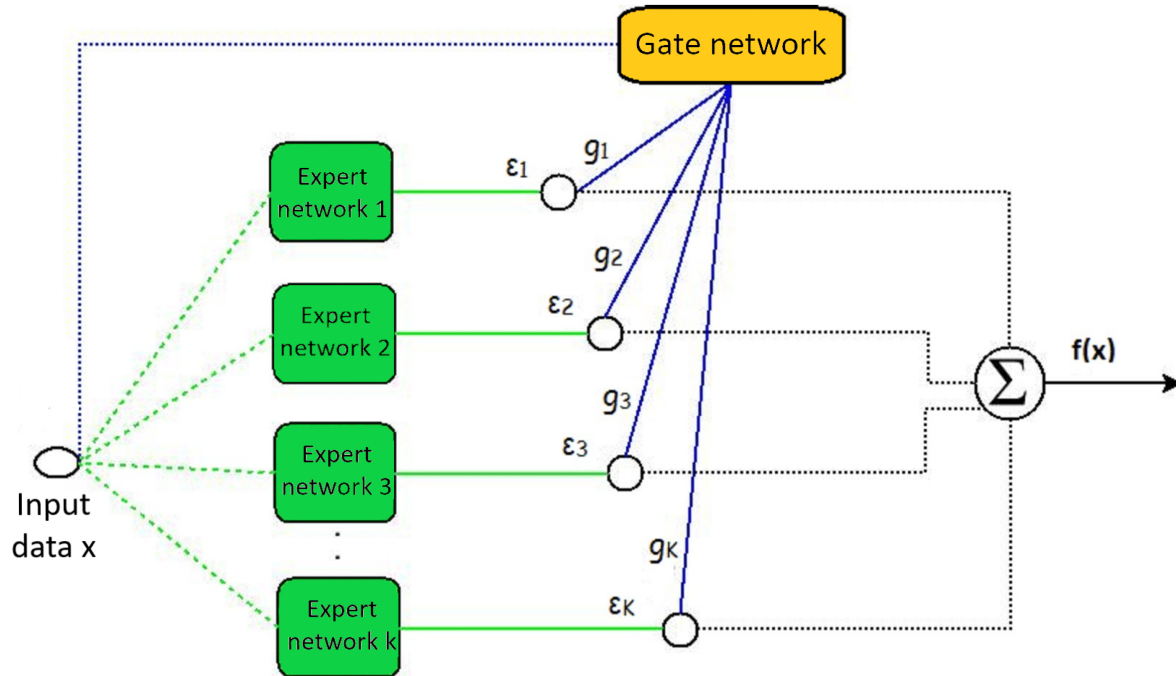 Gate network
g1
Expert
network 1
ε1
g2
Expert
network 2
ε2
g3
f(x)
Σ
Expert
network 3
ε3
Input
data x
gK
Expert
network k
εK